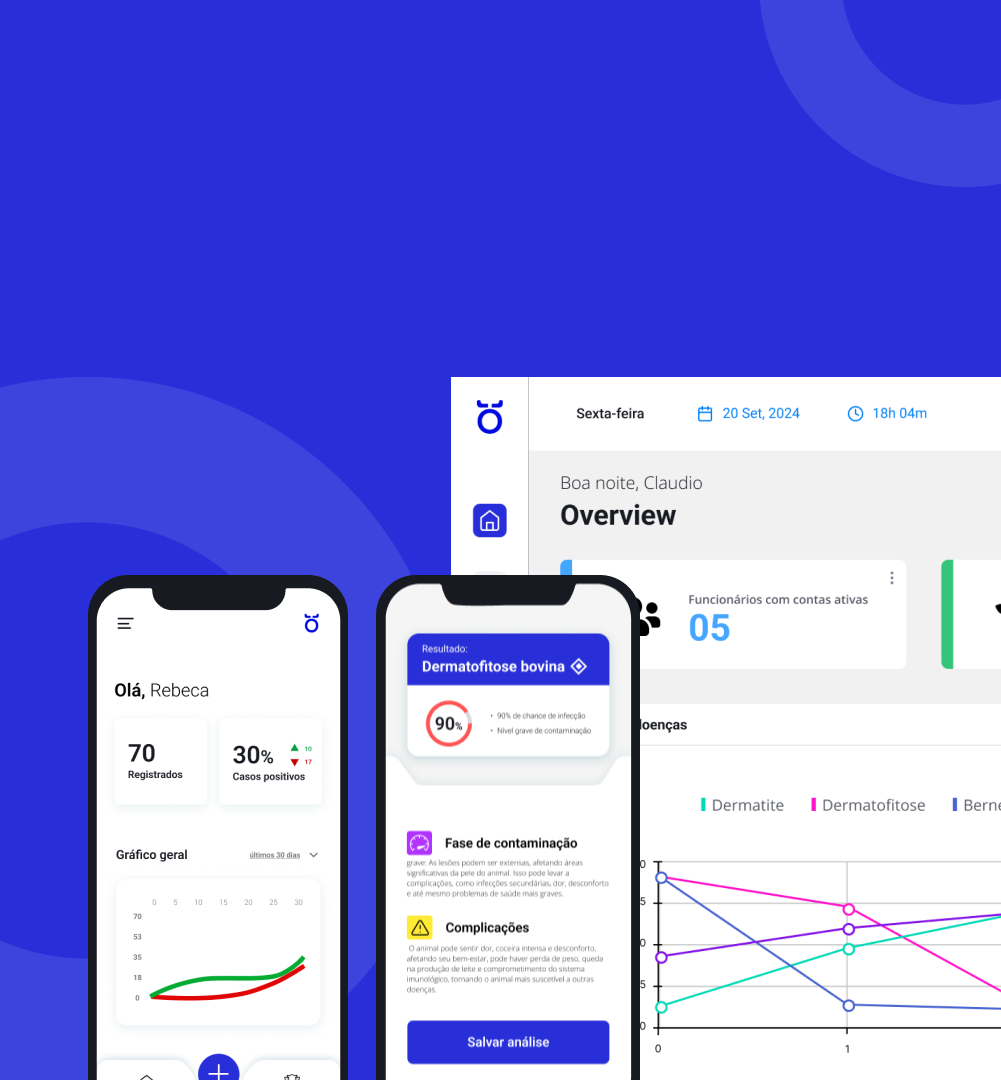 Sexta-feira
20 Set, 2024
18h 04m
Boa noite, Claudio
Overview
Funcionários com contas ativas
05
doenças
Dermatite
Dermatofitose
Berne
0
5
0
5
0
0
1
Olá, Rebeca
70
Registrados
30%
10
17
Casos positivos
Gráfico geral
últimos 30 dias
0 5 10 15 20 25 30
70
53
35
18
0
Resultado:
Dermatofitose bovina
90%
• 90% de chance de infecção
• Nível grave de contaminação
Fase de contaminação
grave: As lesões podem ser extensas, afetando áreas
significativas da pele do animal. Isso pode levar a
complicações, como infecções secundárias, dor, desconforto
e até mesmo problemas de saúde mais graves.
Complicações
O animal pode sentir dor, coceira intensa e desconforto,
afetando seu bem-estar, pode haver perda de peso, queda
na produção de leite e comprometimento do sistema
imunológico, tornando o animal mais suscetível a outras
doenças.
Salvar análise